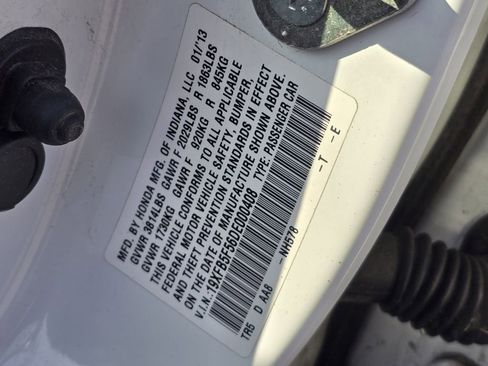 MFD. BY HONDA MFG. OF INDIANA, LLC 01/13
GVWR 3814LBS GAWR F 2029LBS R 1863LBS
GVWR 1730KG GAWR F 920KG R 845KG
THIS VEHICLE CONFORMS TO ALL APPLICABLE
FEDERAL MOTOR VEHICLE SAFETY, BUMPER,
AND THEFT PREVENTION STANDARDS IN EFFECT
ON THE DATE OF MANUFACTURE SHOWN ABOVE.
V.I.N. TYPE: PASSENGER CAR
TR5 D AA8 -NH578 -T -E